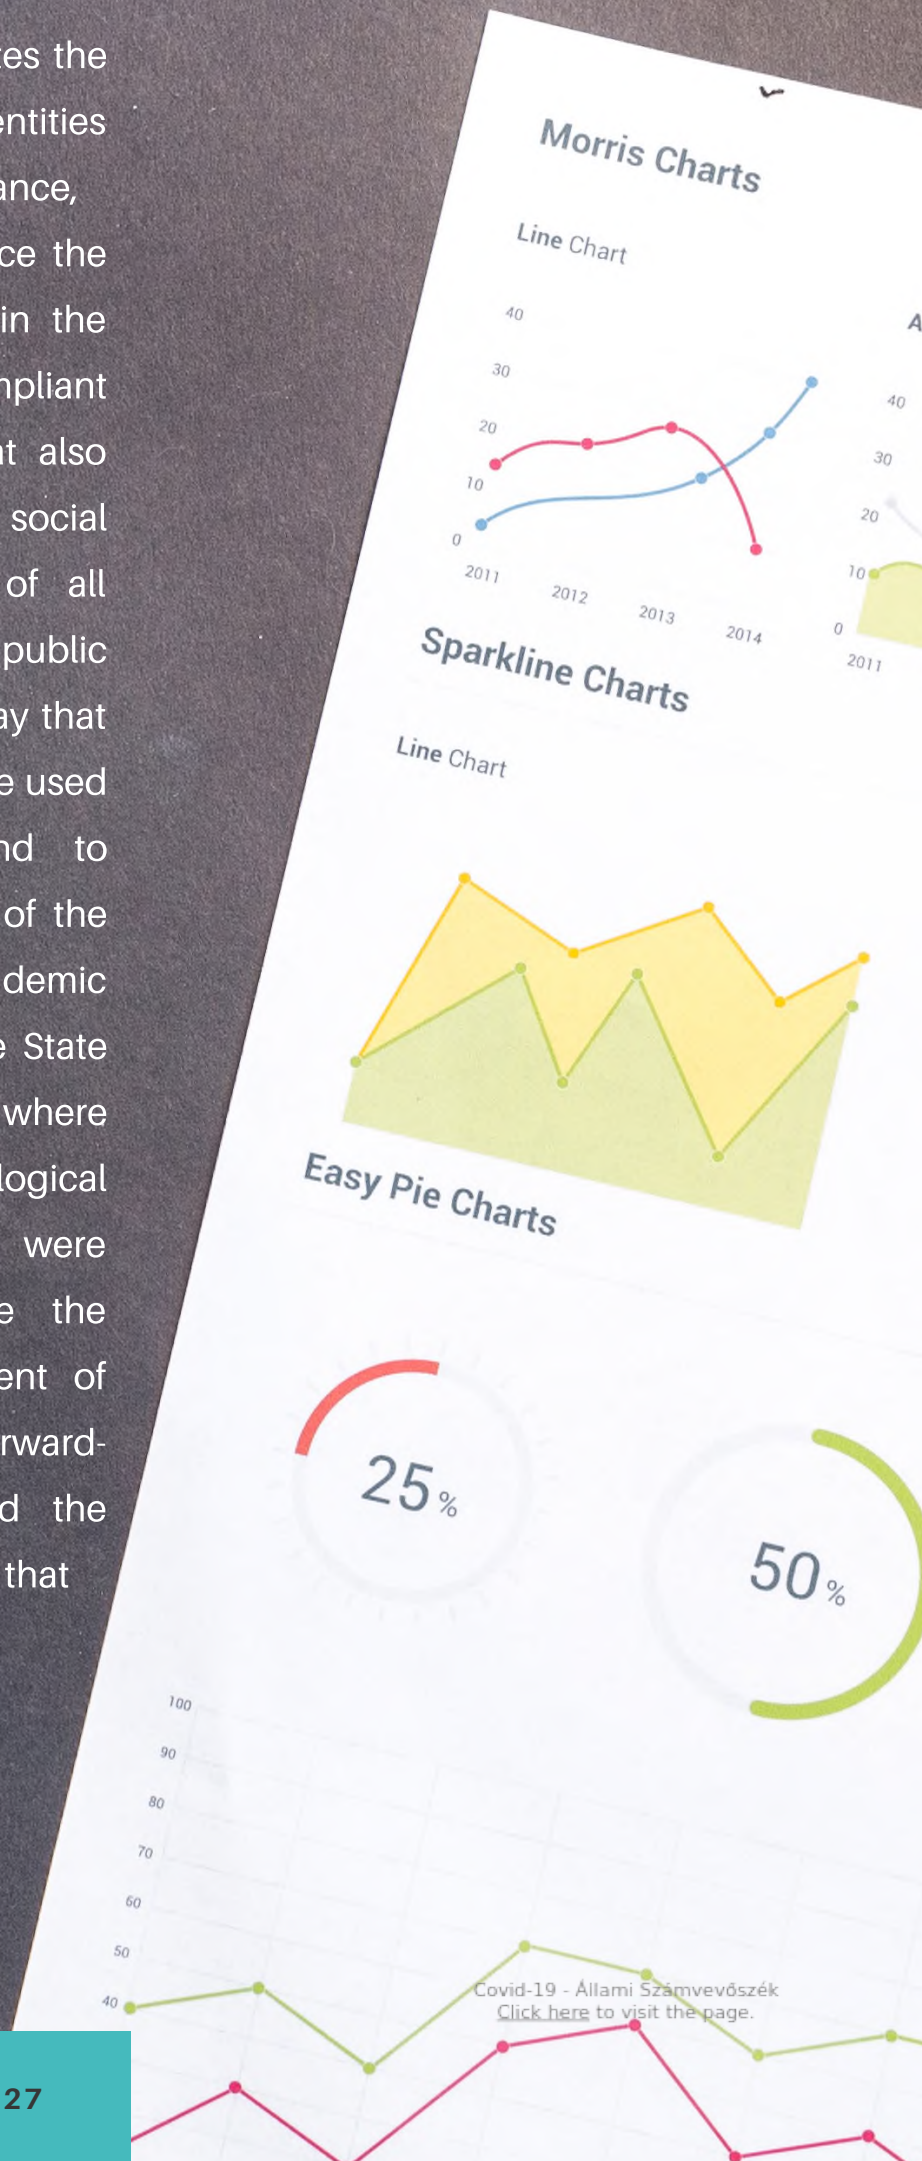 tes the
entities
ance,
ce the
in the
mpliant
at also
social
of all
public
ay that
e used
nd to
of the
demic
e State
where
logical
were
e the
ent of
rward-
d the
that
27
Morris Charts
Line Chart
40
30
20
10
0
2011
2012
2013
2014
A
40
30
20
10
0
2011
Sparkline Charts
Line Chart
Easy Pie Charts
25%
50%
100
90
80
70
60
50
40
Covid-19 - Állami Számvevőszék
Click here to visit the page.